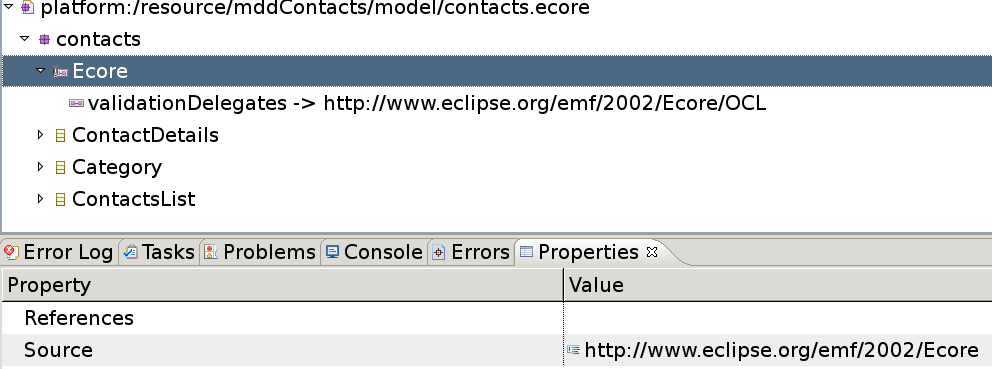 platform:/resource/mddContacts/model/contacts.ecore
contacts
Ecore
validationDelegates -> http://www.eclipse.org/emf/2002/Ecore/OCL
ContactDetails
Category
ContactsList
Error Log Tasks Problems Console Errors Properties
Property Value
References
Source http://www.eclipse.org/emf/2002/Ecore